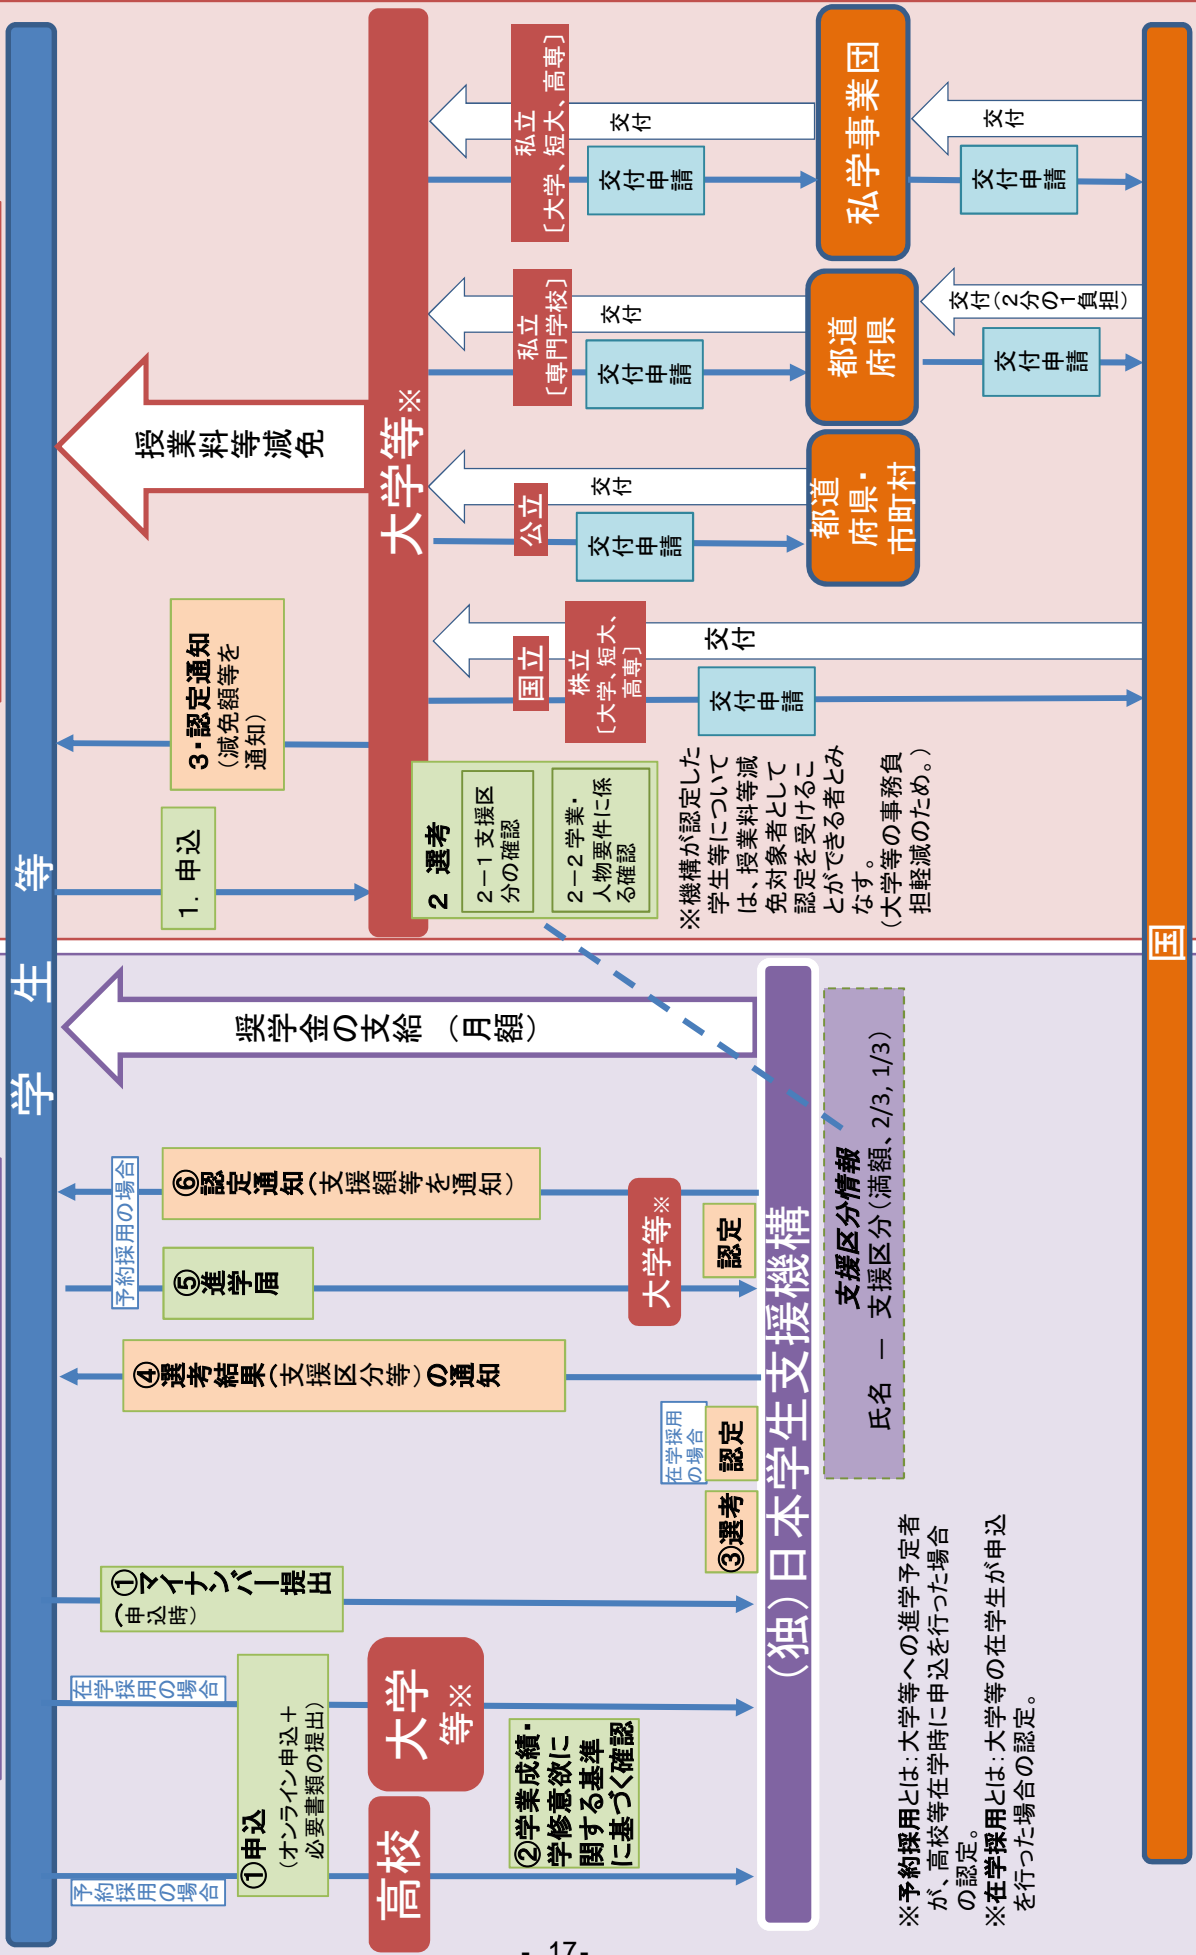 学 生 等
予約採用の場合
在学採用の場合
①申込
（オンライン申込＋
必要書類の提出）
①マイナンバー提出
（申込時）
高校
大学
等※
②学業成績・
学修意欲に
関する基準
に基づく確認
③選考
在学採用
の場合
認定
④選考結果（支援区分等）の通知
予約採用の場合
⑤進学届
大学等※
認定
⑥認定通知（支援額等を通知）
奨学金の支給 （月額）
（独）日本学生支援機構
支援区分情報
氏名 － 支援区分（満額、2/3, 1/3）
※予約採用とは：大学等への進学予定者
が、高校等在学時に申込を行った場合
の認定。
※在学採用とは：大学等の在学生が申込
を行った場合の認定。
1. 申込
3・認定通知
（減免額等を
通知）
授業料等減免
大学等※
2 選考
2－1 支援区
分の確認
2－2 学業・
人物要件に係
る確認
※機構が認定した
学生等について
は、授業料等減
免対象者として
認定を受けるこ
とができる者とみ
なす。
（大学等の事務負
担軽減のため。）
国立
株立
〔大学、短大、
高専〕
交付申請
交付
公立
交付申請
交付
都道
府県・
市町村
私立
〔専門学校〕
交付申請
交付
都道
府県
交付申請
交付（2分の1負担）
私立
〔大学、短大、高専〕
交付申請
交付
私学事業団
交付申請
交付
国
- 17-